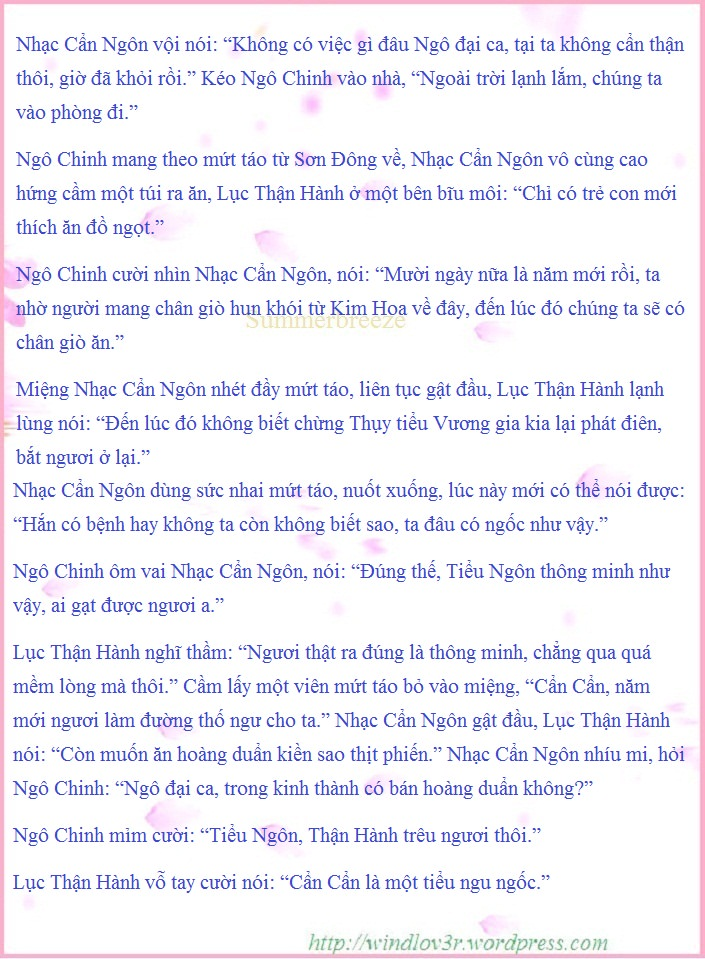 Nhạc Cẩn Ngôn vội nói: “Không có việc gì đâu Ngô đại ca, tại ta không cẩn thận
thôi, giờ đã khỏi rồi.” Kéo Ngô Chinh vào nhà, “Ngoài trời lạnh lắm, chúng ta
vào phòng đi.”
Ngô Chinh mang theo mứt táo từ Sơn Đông về, Nhạc Cẩn Ngôn vô cùng cao
hứng cầm một túi ra ăn, Lục Thận Hành ở một bên bĩu môi: “Chỉ có trẻ con mới
thích ăn đồ ngọt.”
Ngô Chinh cười nhìn Nhạc Cẩn Ngôn, nói: “Mười ngày nữa là năm mới rồi, ta
nhờ người mang chân giò hun khói từ Kim Hoa về đây, đến lúc đó chúng ta sẽ có
Summerbreeze
chân giò ăn.”
Miệng Nhạc Cẩn Ngôn nhét đầy mứt táo, liên tục gật đầu, Lục Thận Hành lạnh
lùng nói: “Đến lúc đó không biết chừng Thụy tiểu Vương gia kia lại phát điên,
bắt ngươi ở lại.”
Nhạc Cẩn Ngôn dùng sức nhai mứt táo, nuốt xuống, lúc này mới có thể nói được:
“Hắn có bệnh hay không ta còn không biết sao, ta đâu có ngốc như vậy.”
Ngô Chinh ôm vai Nhạc Cẩn Ngôn, nói: “Đúng thế, Tiểu Ngôn thông minh như
vậy, ai gạt được ngươi a.”
Lục Thận Hành nghĩ thầm: “Ngươi thật ra đúng là thông minh, chẳng qua quá
mềm lòng mà thôi.” Cầm lấy một viên mứt táo bỏ vào miệng, “Cẩn Cẩn, năm
mới ngươi làm đường thố ngư cho ta.” Nhạc Cẩn Ngôn gật đầu, Lục Thận Hành
nói: “Còn muốn ăn hoàng duẩn kiền sao thịt phiến.” Nhạc Cẩn Ngôn nhíu mi, hỏi
Ngô Chinh: “Ngô đại ca, trong kinh thành có bán hoàng duẩn không?”
Ngô Chinh mỉm cười: “Tiểu Ngôn, Thận Hành trêu ngươi thôi.”
Lục Thận Hành vỗ tay cười nói: “Cẩn Cẩn là một tiểu ngu ngốc.”
http://windlov3r.wordpress.com